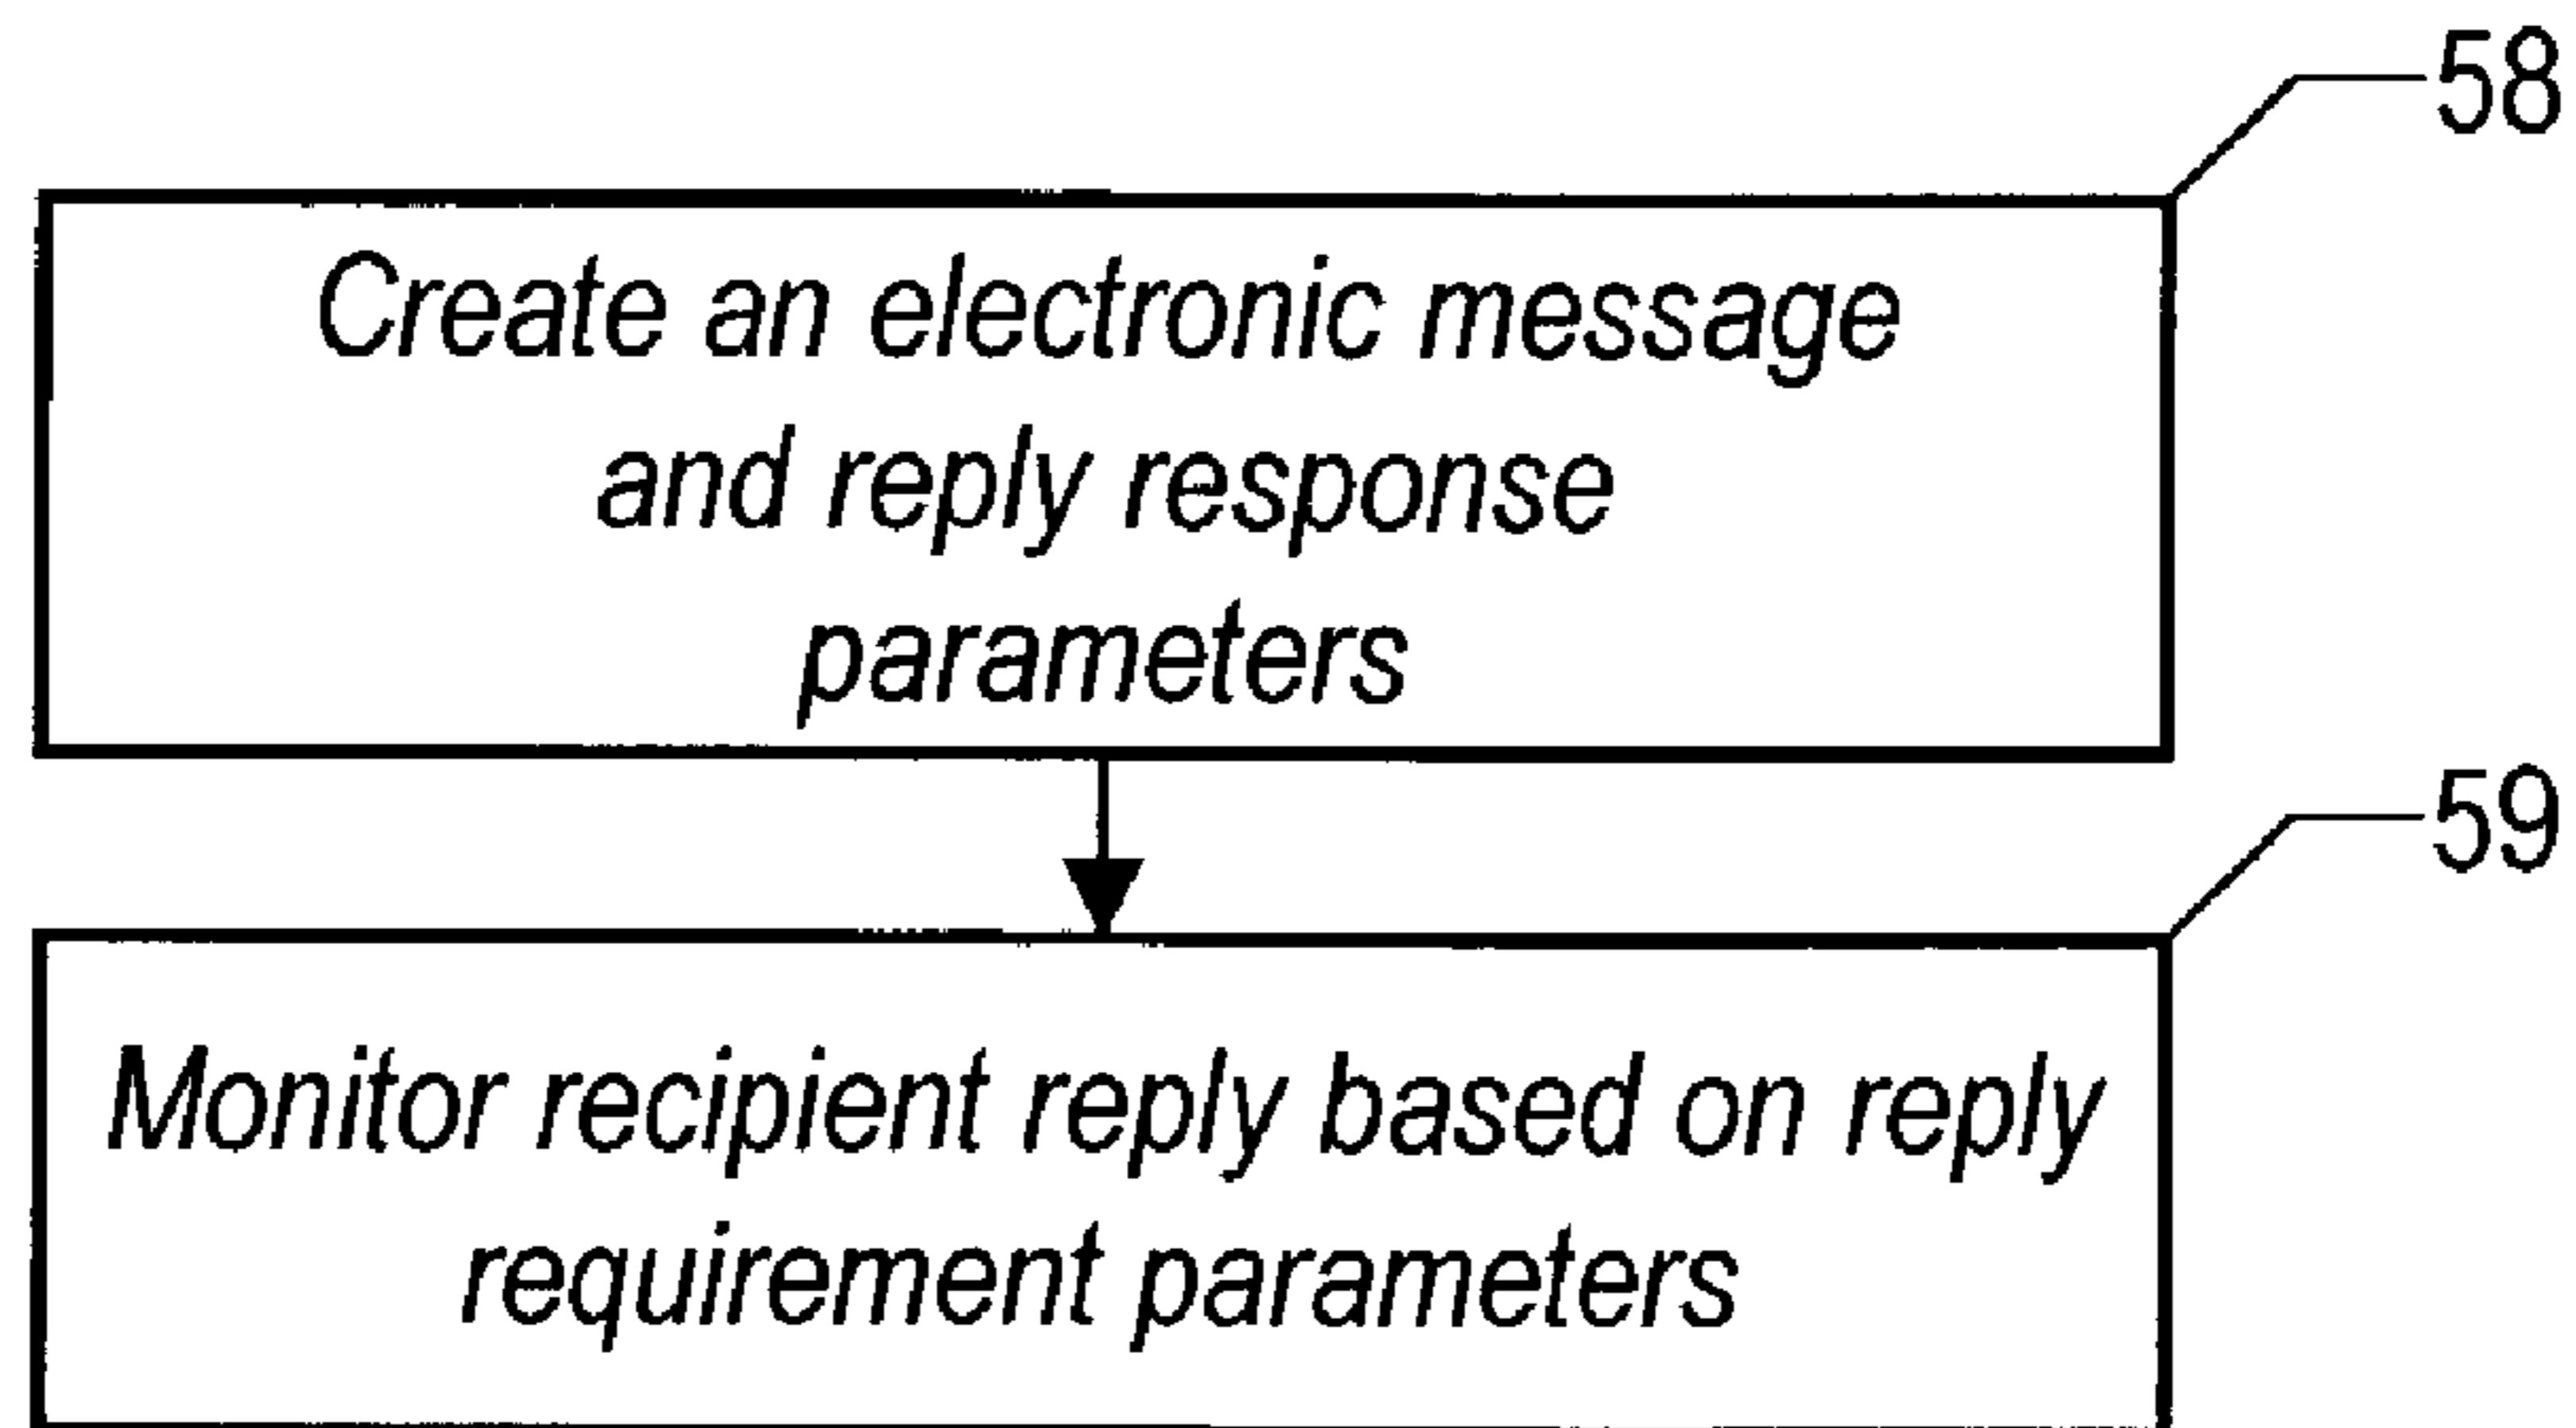 58
Create an electronic message
and reply response
parameters
59
Monitor recipient reply based on reply
requirement parameters